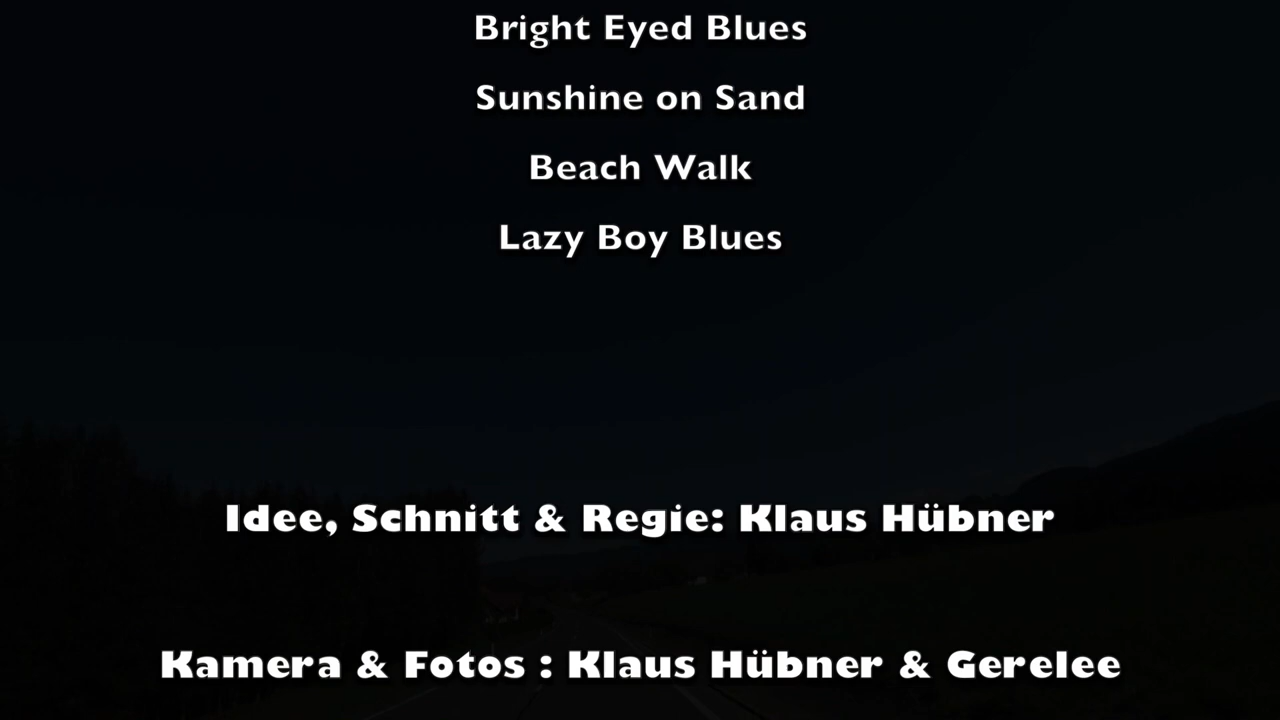 Bright Eyed Blues
Sunshine on Sand
Beach Walk
Lazy Boy Blues
Idee, Schnitt & Regie: Klaus Hübner
Kamera & Fotos : Klaus Hübner & Gerelee